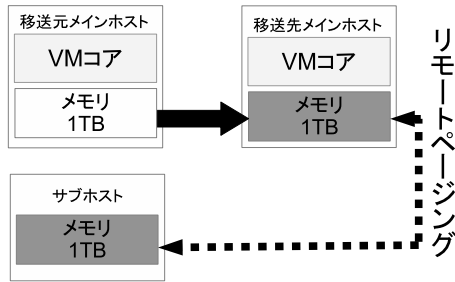 移送元メインホスト
VMコア
メモリ
1TB
移送先メインホスト
VMコア
メモリ
1TB
リモートページング
サブホスト
メモリ
1TB